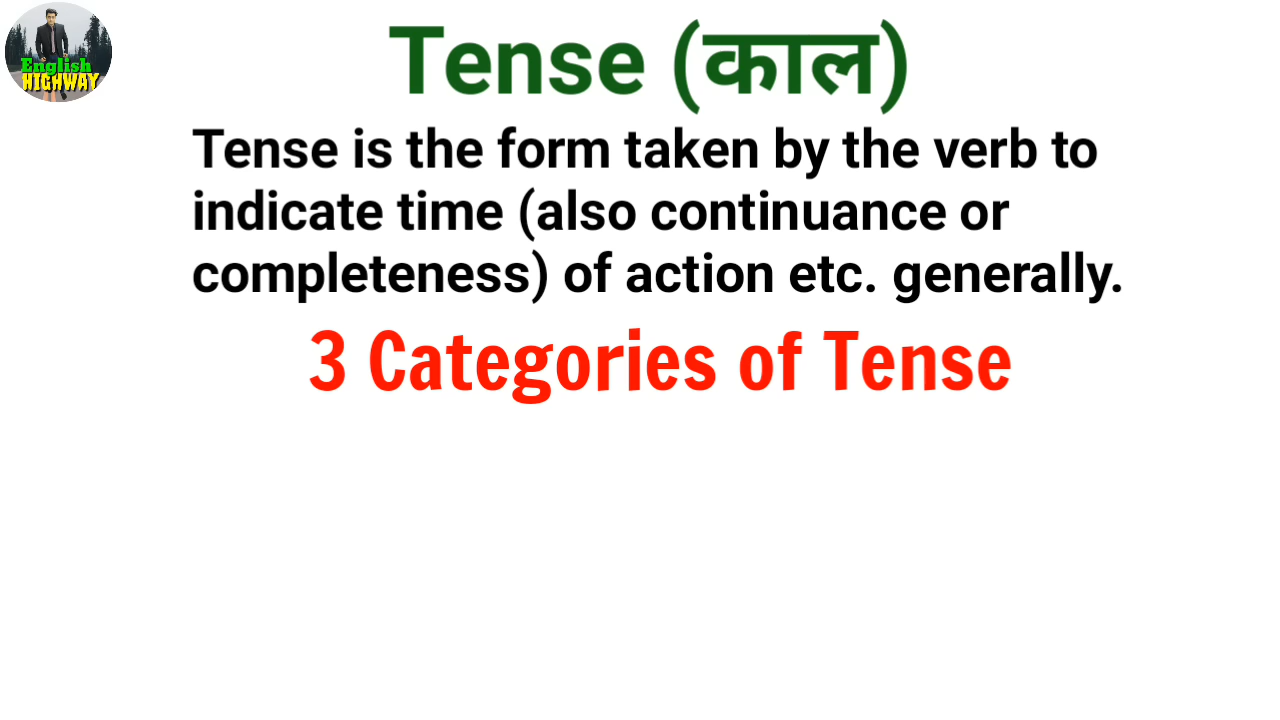 English
HIGHWAY
Tense (काल)
Tense is the form taken by the verb to
indicate time (also continuance or
completeness) of action etc. generally.
3 Categories of Tense